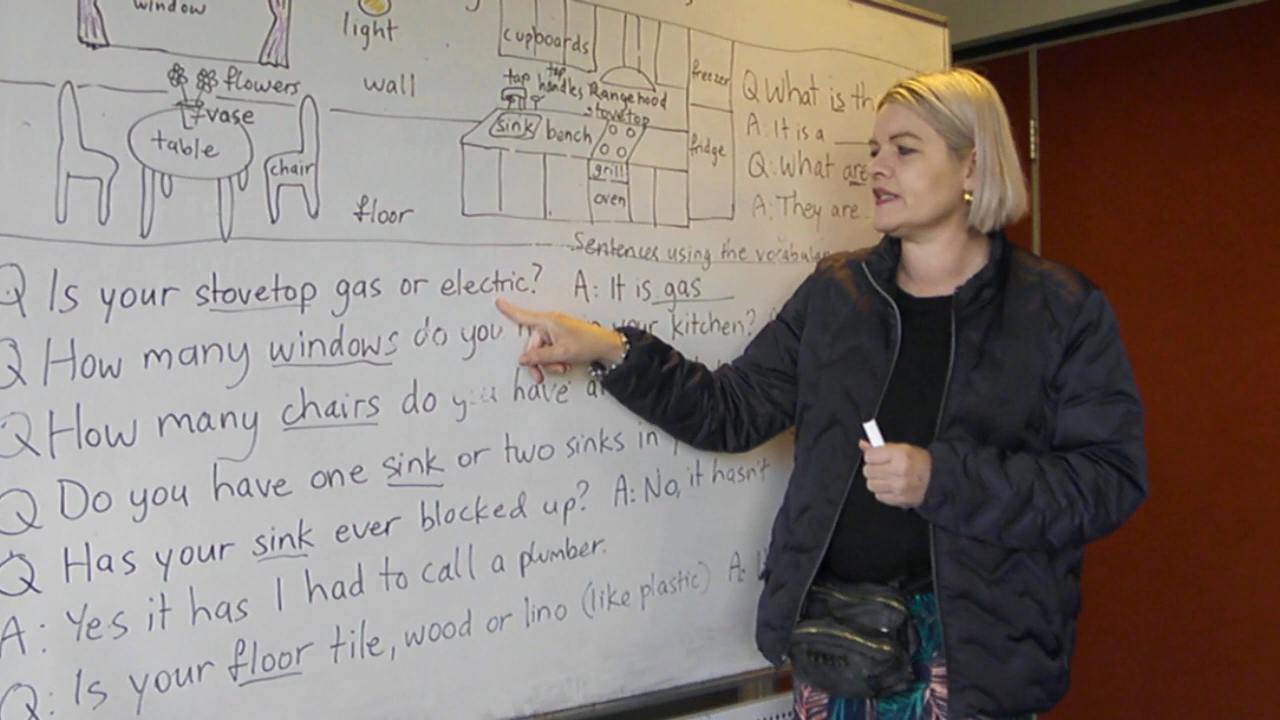 window
light
cupboards
flowers
wall
tap
tap handles
Rangehood
freezer
vase
stovetop
table
sink
bench
fridge
chair
grill
oven
floor
Q What is th
A: It is a
Q: What are
A: They are
Sentences using the vocabular
Q Is your stovetop gas or electric? A: It is gas
Q How many windows do you in your kitchen?
Q How many chairs do you have
Q Do you have one sink or two sinks in
Q Has your sink ever blocked up? A: No, it hasn't
A: Yes it has I had to call a plumber.
Q: Is your floor tile, wood or lino (like plastic) A: